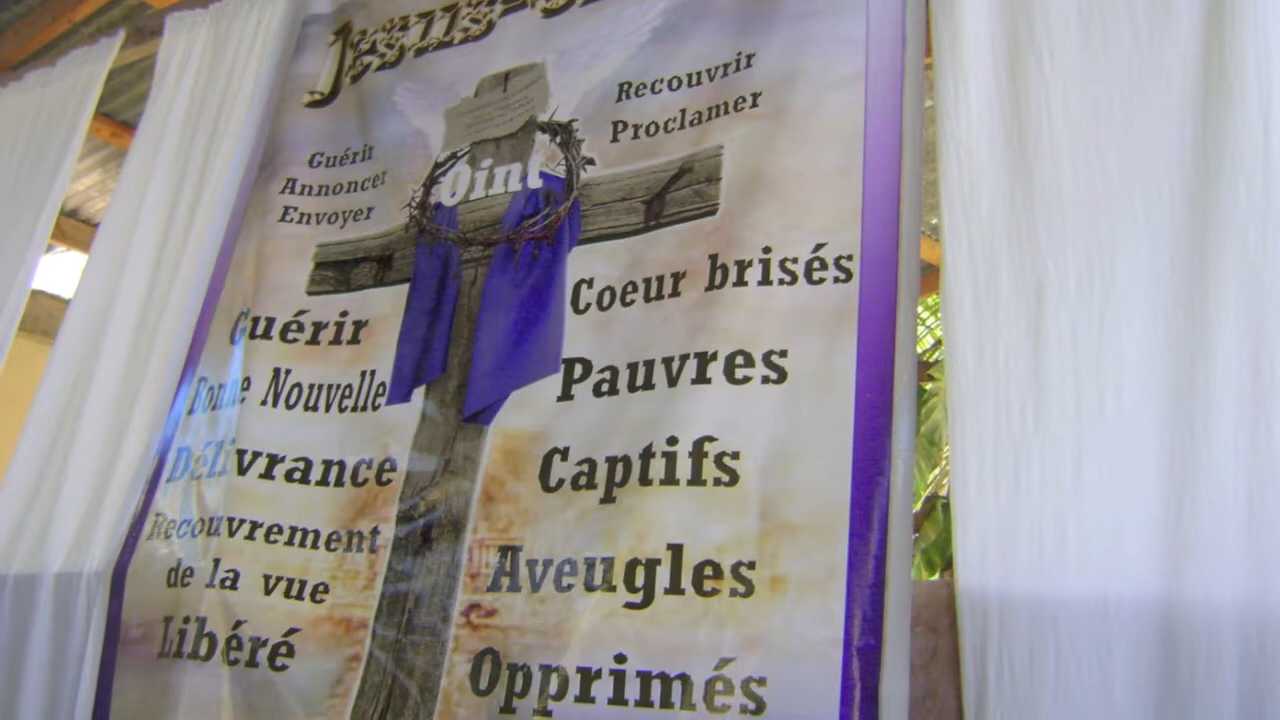 Recouvrir
Proclamer
Guérit
Annoncer
Envoyer
Oint
Guérir
Coeur brisés
Bonne Nouvelle
Pauvres
Délivrance
Captifs
Recouvrement
de la vue
Aveugles
Libéré
Opprimés